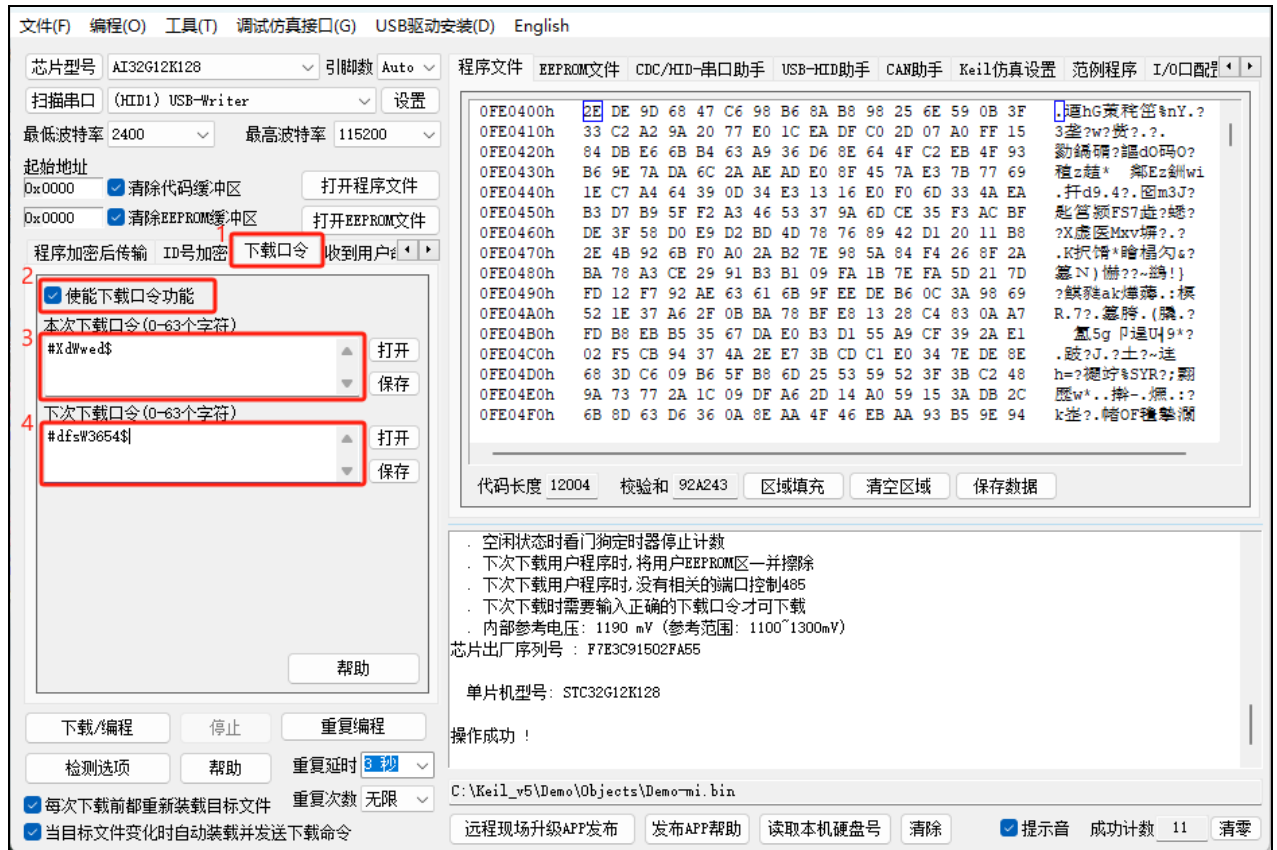 文件(F) 编程(O) 工具(T) 调试仿真接口(G) USB驱动安装(D) English
芯片型号 AI32G12K128 引脚数 Auto
扫描串口 (HID1) USB-Writer 设置
最低波特率 2400 最高波特率 115200
起始地址
0x0000 清除代码缓冲区 打开程序文件
0x0000 清除EEPROM缓冲区 打开EEPROM文件
1
程序加密后传输 ID号加密 下载口令 收到用户
2
使能下载口令功能
本次下载口令(0-63个字符)
3
#XdWwed$
打开
保存
下次下载口令(0-63个字符)
4
#dfsW3654$
打开
保存
帮助
下载/编程 停止 重复编程
检测选项 帮助 重复延时 3 秒
每次下载前都重新装载目标文件 重复次数 无限
当目标文件变化时自动装载并发送下载命令
程序文件 EEPROM文件 CDC/HID-串口助手 USB-HID助手 CAN助手 Keil仿真设置 范例程序 I/O口配
0FE0400h 2E DE 9D 68 47 C6 98 B6 8A B8 98 25 6E 59 0B 3F
0FE0410h 33 C2 A2 9A 20 77 E0 1C EA DF C0 2D 07 A0 FF 15
0FE0420h 84 DB E6 6B B4 63 A9 36 D6 8E 64 4F C2 EB 4F 93
0FE0430h B6 9E 7A DA 6C 2A AE AD E0 8F 45 7A E3 7B 77 69
0FE0440h 1E C7 A4 64 39 0D 34 E3 13 16 E0 F0 6D 33 4A EA
0FE0450h B3 D7 B9 5F F2 A3 46 53 37 9A 6D CE 35 F3 AC BF
0FE0460h DE 3F 58 D0 E9 D2 BD 4D 78 76 89 42 D1 20 11 B8
0FE0470h 2E 4B 92 6B F0 A0 2A B2 7E 98 5A 84 F4 26 8F 2A
0FE0480h BA 78 A3 CE 29 91 B3 B1 09 FA 1B 7E FA 5D 21 7D
0FE0490h FD 12 F7 92 AE 63 61 6B 9F EE DE B6 0C 3A 98 69
0FE04A0h 52 1E 37 A6 2F 0B BA 78 BF E8 13 28 C4 83 0A A7
0FE04B0h FD B8 EB B5 35 67 DA E0 B3 D1 55 A9 CF 39 2A E1
0FE04C0h 02 F5 CB 94 37 4A 2E E7 3B CD C1 E0 34 7E DE 8E
0FE04D0h 68 3D C6 09 B6 5F B8 6D 25 53 59 52 3F 3B C2 48
0FE04E0h 9A 73 77 2A 1C 09 DF A6 2D 14 A0 59 15 3A DB 2C
0FE04F0h 6B 8D 63 D6 36 0A 8E AA 4F 46 EB AA 93 B5 9E 94
代码长度 12004 校验和 92A243 区域填充 清空区域 保存数据
. 空闲状态时看门狗定时器停止计数
. 下次下载用户程序时,将用户EEPROM区一并擦除
. 下次下载用户程序时,没有相关的端口控制485
. 下次下载时需要输入正确的下载口令才可下载
. 内部参考电压: 1190 mV (参考范围: 1100~1300mV)
芯片出厂序列号 : F7E3C91502FA55
单片机型号: STC32G12K128
操作成功 !
C:\Keil_v5\Demo\Objects\Demo-mi.bin
远程现场升级APP发布 发布APP帮助 读取本机硬盘号 清除 提示音 成功计数 11 清零